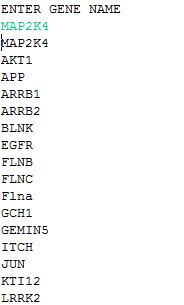 ENTER GENE NAME
MAP2K4
MAP2K4
AKT1
APP
ARRB1
ARRB2
BLNK
EGFR
FLNB
FLNC
Flna
GCH1
GEMIN5
ITCH
JUN
KTI12
LRRK2